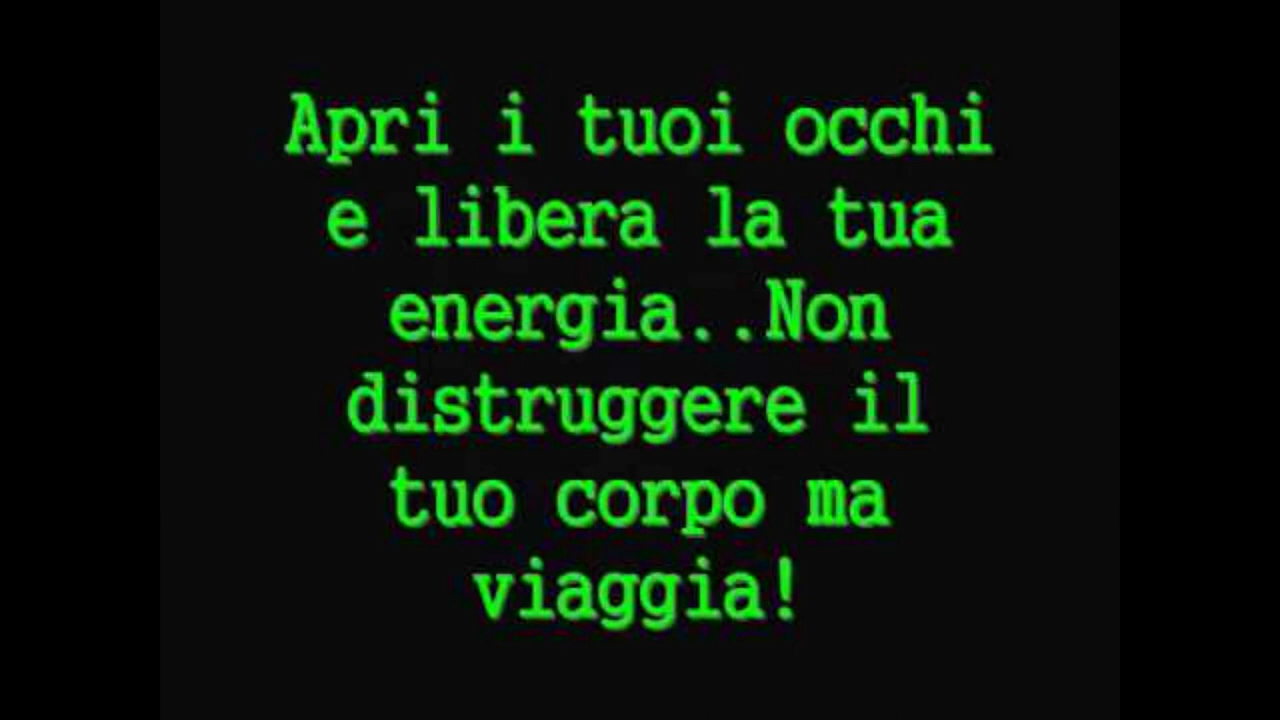 Apri i tuoi occhi
e libera la tua
energia..Non
distruggere il
tuo corpo ma
viaggia!